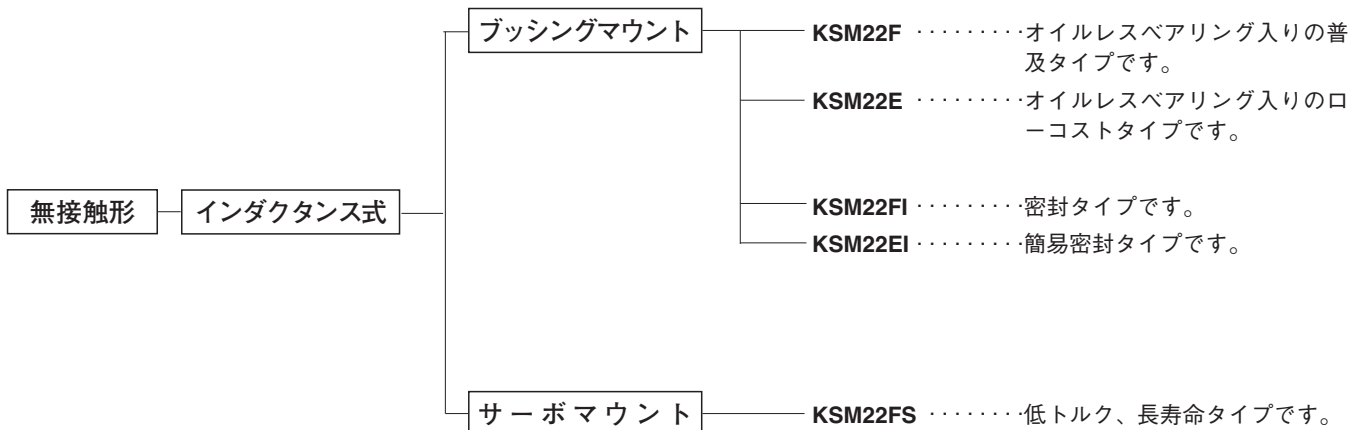 ブッシングマウント
KSM22F ·········オイルレスベアリング入りの普
及タイプです。
KSM22E ·········オイルレスベアリング入りのロ
ーコストタイプです。
無接触形
インダクタンス式
KSM22FI ·········密封タイプです。
KSM22EI ·········簡易密封タイプです。
サーボマウント
KSM22FS ········低トルク、長寿命タイプです。